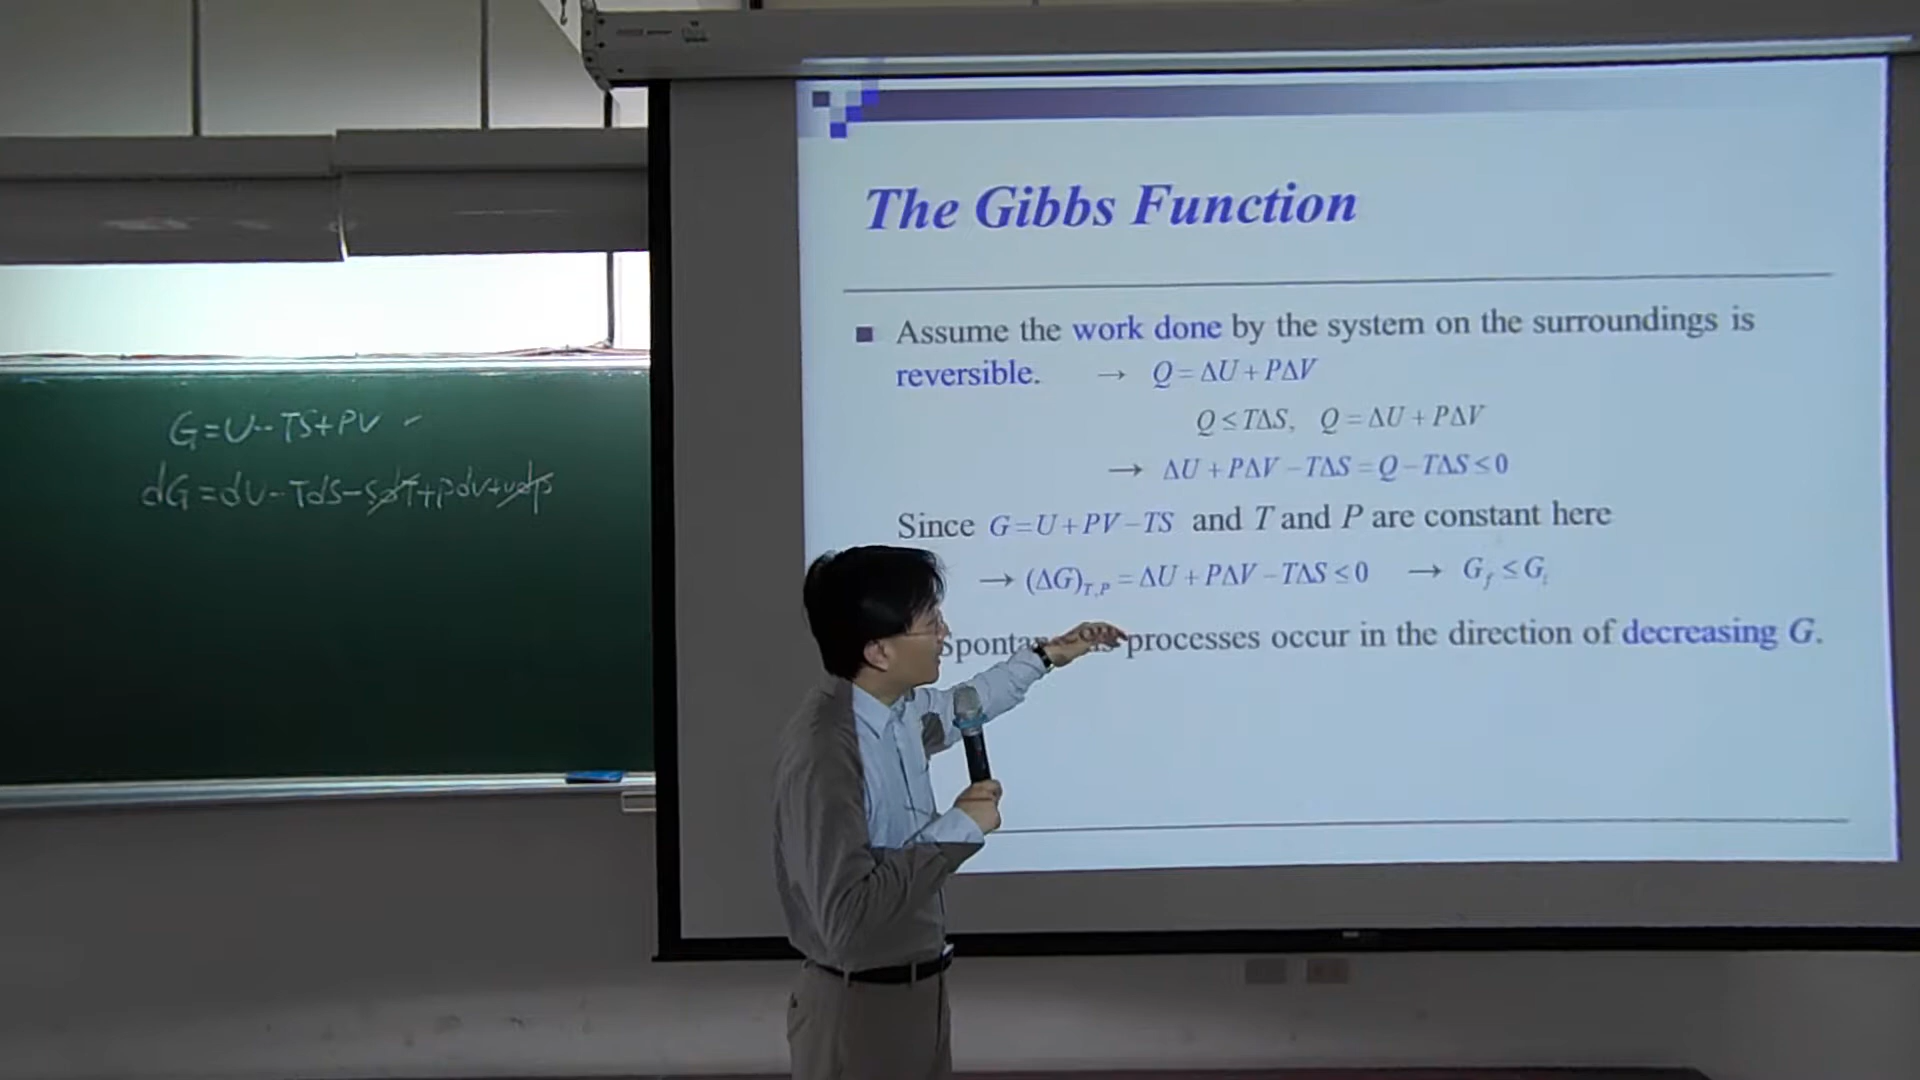 G=U-TS+PV
dG=dU-TdS-SdT+PdV+VdP
The Gibbs Function
Assume the work done by the system on the surroundings is
reversible. → Q=ΔU+PΔV
Q≤TΔS, Q=ΔU+PΔV
→ ΔU+PΔV−TΔS=Q−TΔS≤0
Since G=U+PV−TS and T and P are constant here
→(ΔG)T,P=ΔU+PΔV−TΔS≤0 → Gf≤Gi
processes occur in the direction of decreasing G.